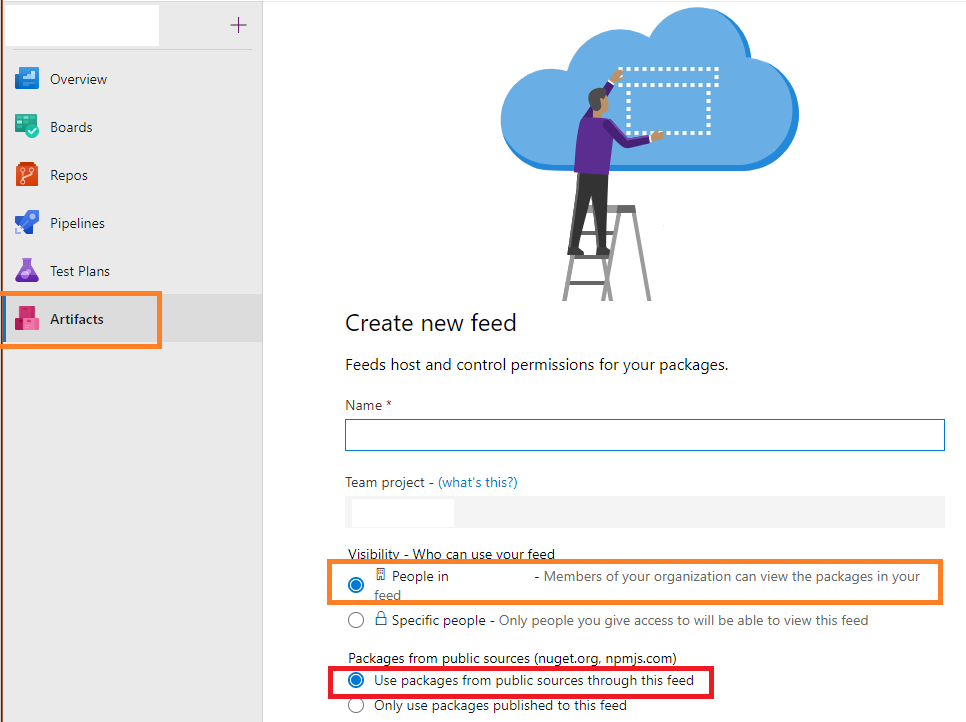 Overview
Boards
Repos
Pipelines
Test Plans
Artifacts
Create new feed
Feeds host and control permissions for your packages.
Name *
Team project - (what's this?)
Visibility - Who can use your feed
People in - Members of your organization can view the packages in your
feed
Specific people - Only people you give access to will be able to view this feed
Packages from public sources (nuget.org, npmjs.com)
Use packages from public sources through this feed
Only use packages published to this feed